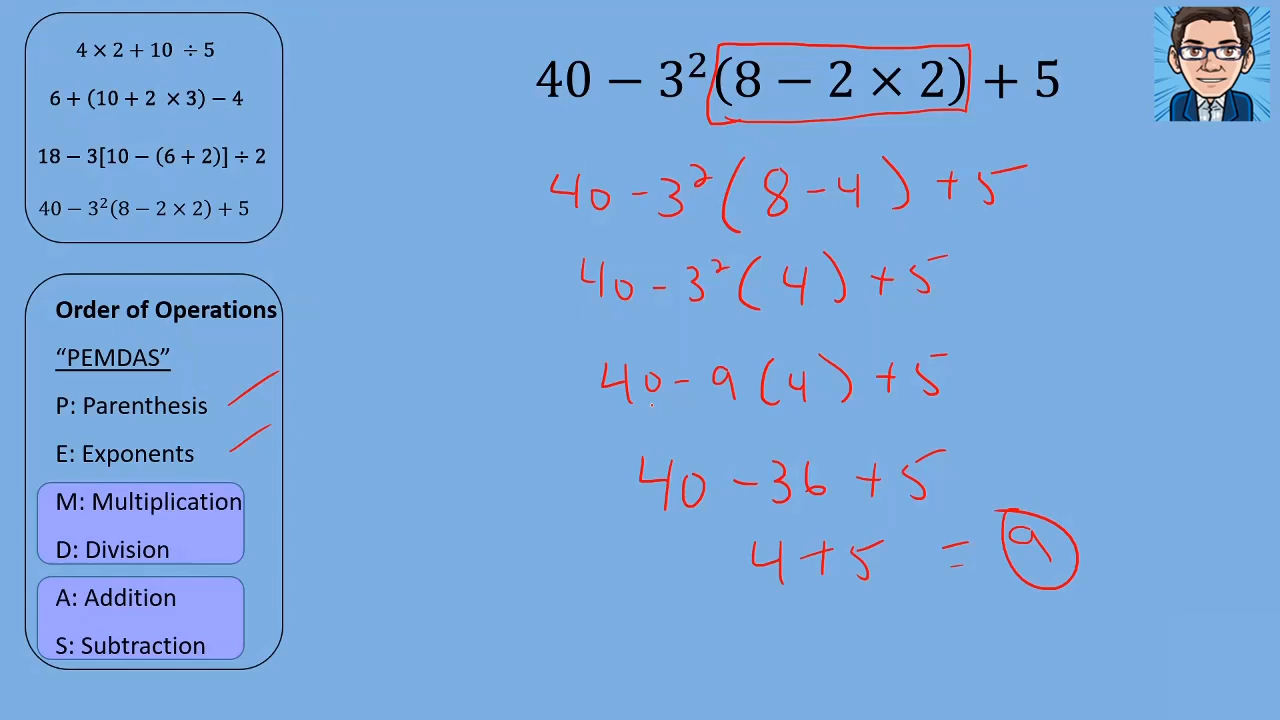 4 × 2 + 10 ÷ 5
6 + (10 + 2 × 3) − 4
18 − 3[10 − (6 + 2)] ÷ 2
40 − 3²(8 − 2 × 2) + 5
Order of Operations
“PEMDAS”
P: Parenthesis
E: Exponents
M: Multiplication
D: Division
A: Addition
S: Subtraction
40 − 3²(8 − 2 × 2) + 5
40 − 3² (8 − 4) + 5
40 − 3² (4) + 5
40 − 9 (4) + 5
40 − 36 + 5
4 + 5 = 9